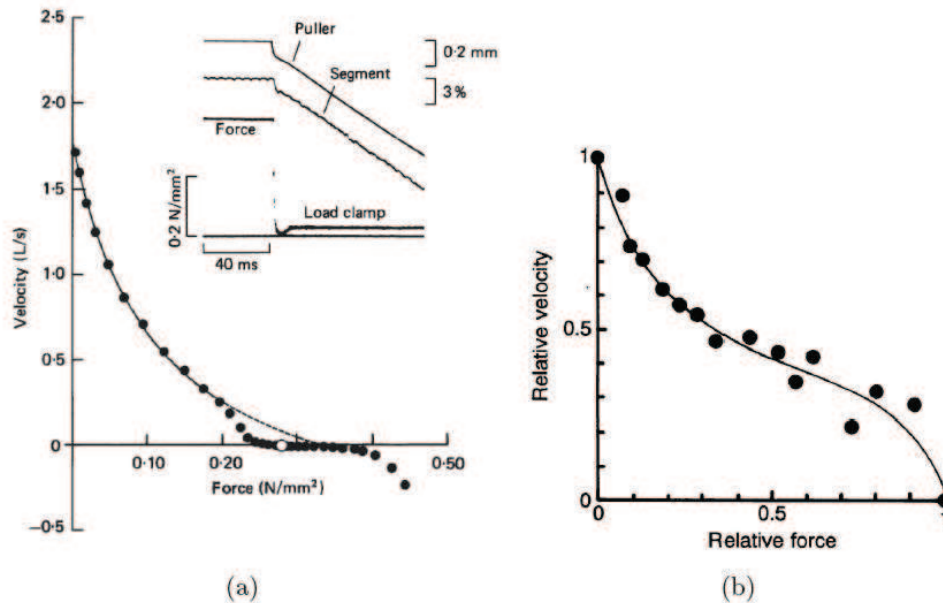 2·5
2·0
1·5
1·0
0·5
0
−0·5
Velocity (L/s)
0·10
0·20
0·50
Force (N/mm²)
Puller
0·2 mm
Segment
3%
Force
0·2 N/mm²
Load clamp
40 ms
(a)
1
0.5
0
Relative velocity
0
0.5
1
Relative force
(b)